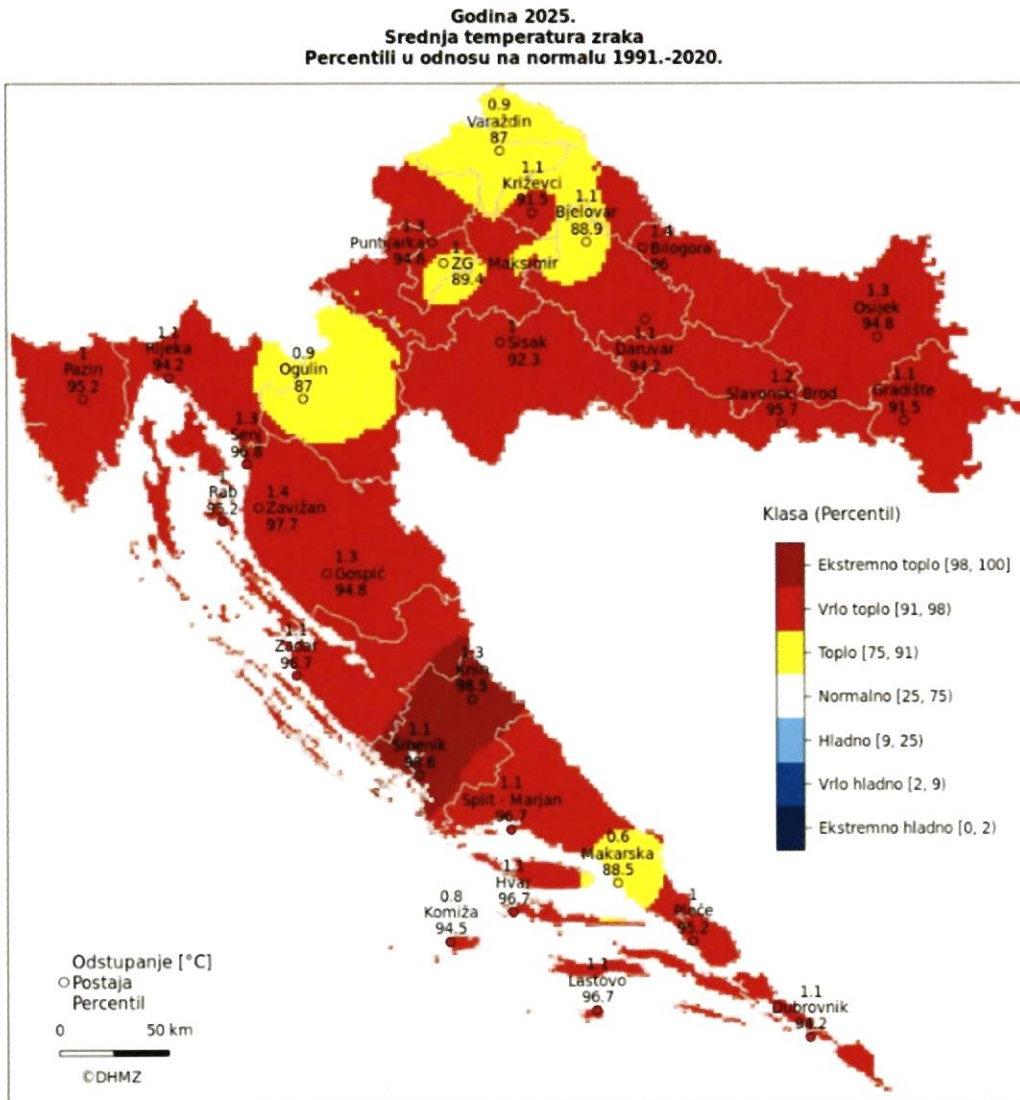 Godina 2025.
Srednja temperatura zraka
Percentili u odnosu na normalu 1991.-2020.
0.9
Varaždin
87
1.1
Križevci
91.5
1.1
Bjelovar
88.9
1.3
Puntijarka
94.8
1
ZG - Maksimir
89.4
1.4
Bilogora
96
1.3
Osijek
94.8
1
Sisak
92.3
1.1
Daruvar
94.2
1.2
Slavonski Brod
95.7
1.1
Gradište
91.5
1
Pazin
95.2
1.1
Rijeka
94.2
0.9
Ogulin
87
1.3
Senj
96.8
1
Rab
95.2
1.4
Zavižan
97.7
1.3
Gospić
94.8
1.1
Zadar
96.7
1.3
Knin
98.5
1.1
Šibenik
98.6
1.1
Split - Marjan
96.7
0.6
Makarska
88.5
1.1
Hvar
96.7
0.8
Komiža
94.5
1
Ploče
95.2
1.1
Lastovo
96.7
1.1
Dubrovnik
94.2
Klasa (Percentil)
Ekstremno toplo [98, 100]
Vrlo toplo [91, 98)
Toplo [75, 91)
Normalno [25, 75)
Hladno [9, 25)
Vrlo hladno [2, 9)
Ekstremno hladno [0, 2)
Odstupanje [°C]
Postaja
Percentil
0 50 km
©DHMZ